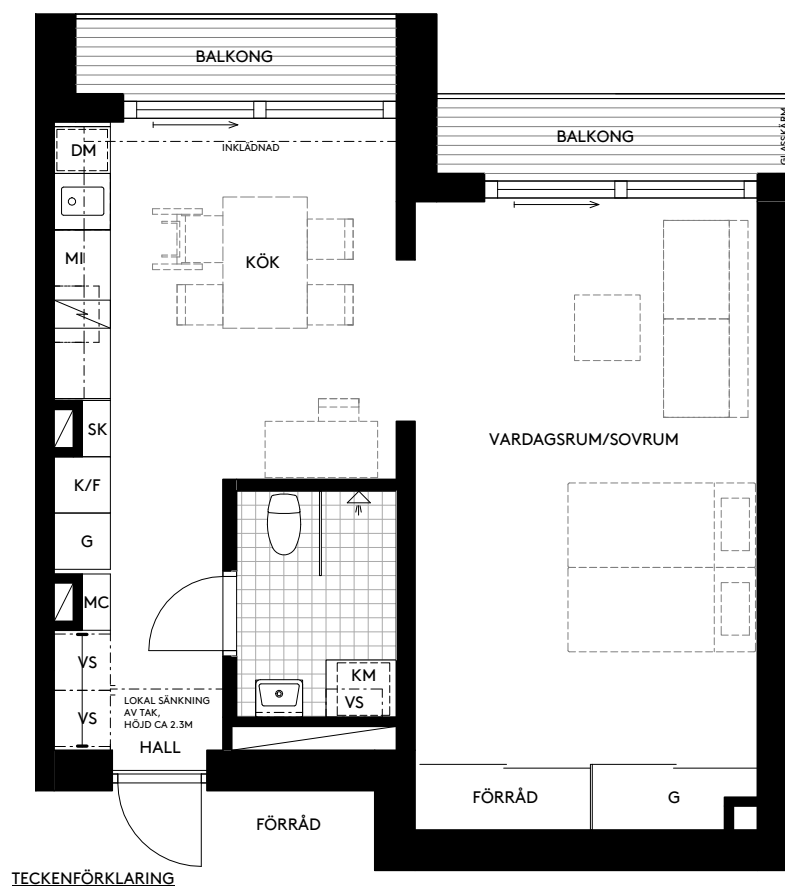 BALKONG
BALKONG
GLASSKÄRM
DM
INKLÄDNAD
MI
KÖK
SK
VARDAGSRUM/SOVRUM
K/F
G
MC
VS
KM
VS
VS
LOKAL SÄNKNING
AV TAK,
HÖJD CA 2.3M
HALL
FÖRRÅD
G
FÖRRÅD
TECKENFÖRKLARING